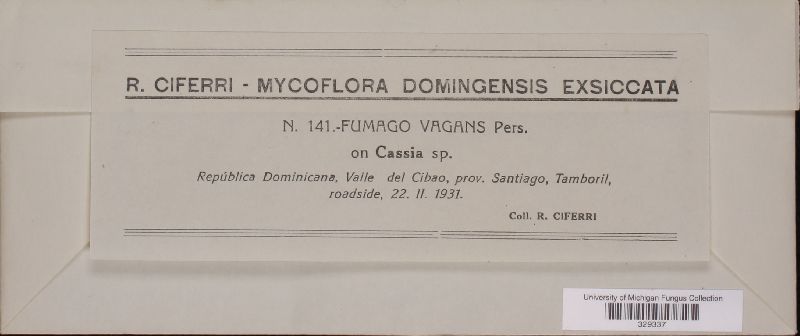 R. CIFERRI - MYCOFLORA DOMINGENSIS EXSICCATA
N. 141.-FUMAGO VAGANS Pers.
on Cassia sp.
República Dominicana, Valle del Cibao, prov. Santiago, Tamboril,
roadside, 22. II. 1931.
Coll. R. CIFERRI
University of Michigan Fungus Collection
329337